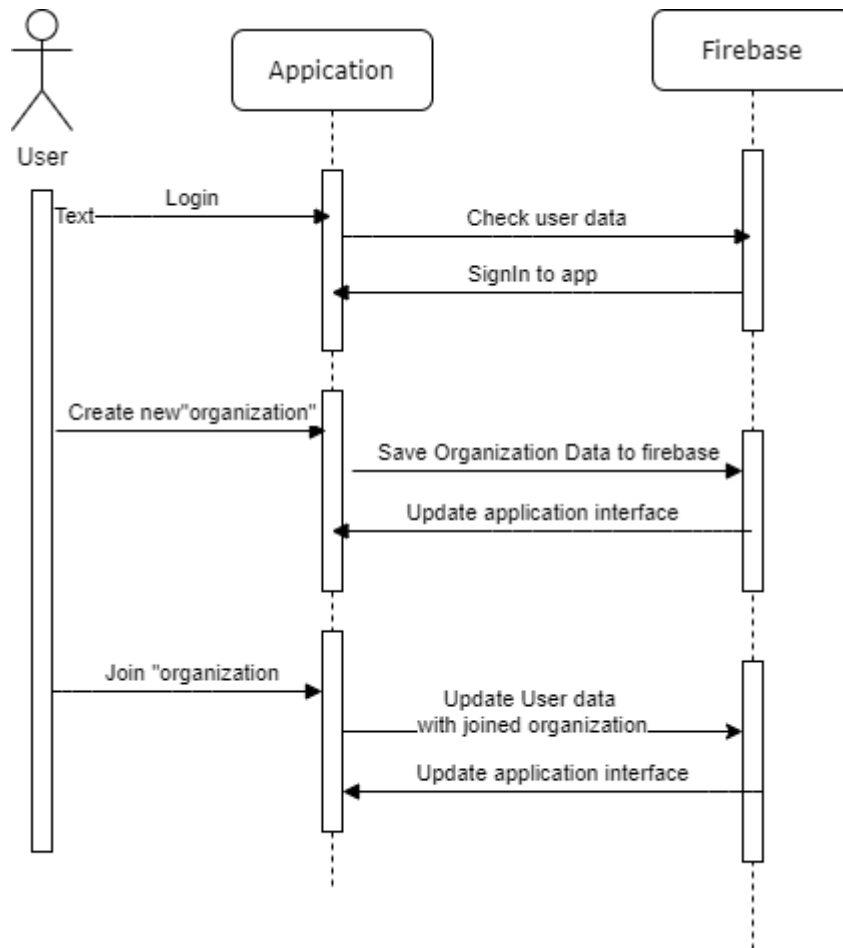 Appication
Firebase
User
Login
Text
Check user data
SignIn to app
Create new"organization"
Save Organization Data to firebase
Update application interface
Join "organization
Update User data
with joined organization
Update application interface